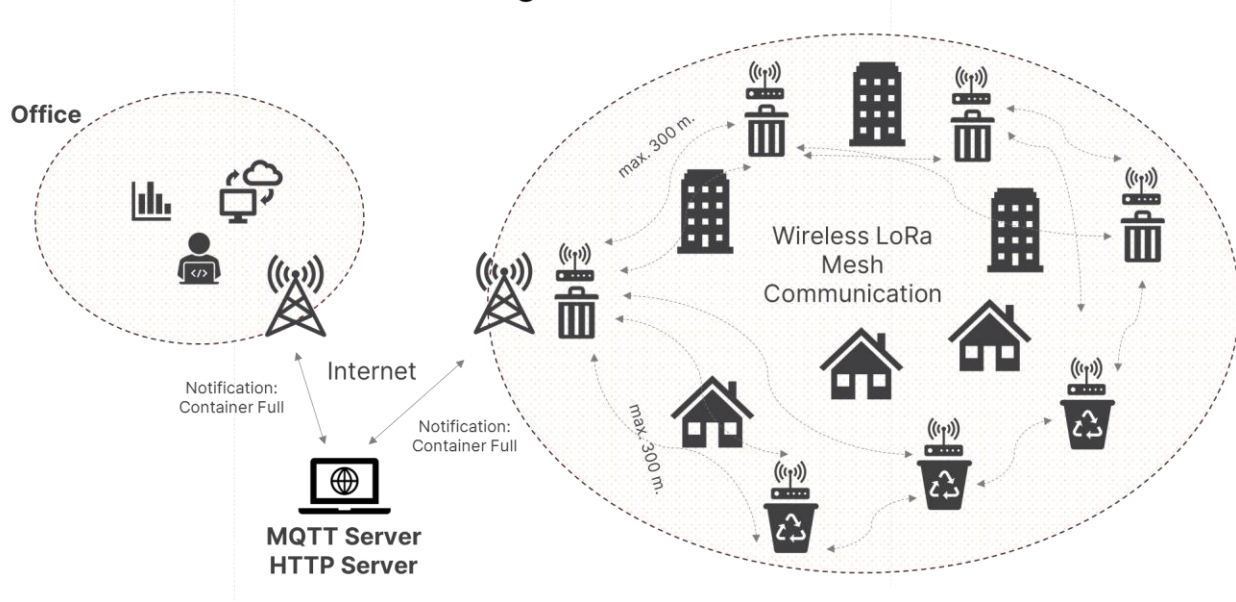 Office
max. 300 m.
Wireless LoRa
Mesh
Communication
Internet
Notification:
Container Full
Notification:
Container Full
max. 300 m.
</>
MQTT Server
HTTP Server